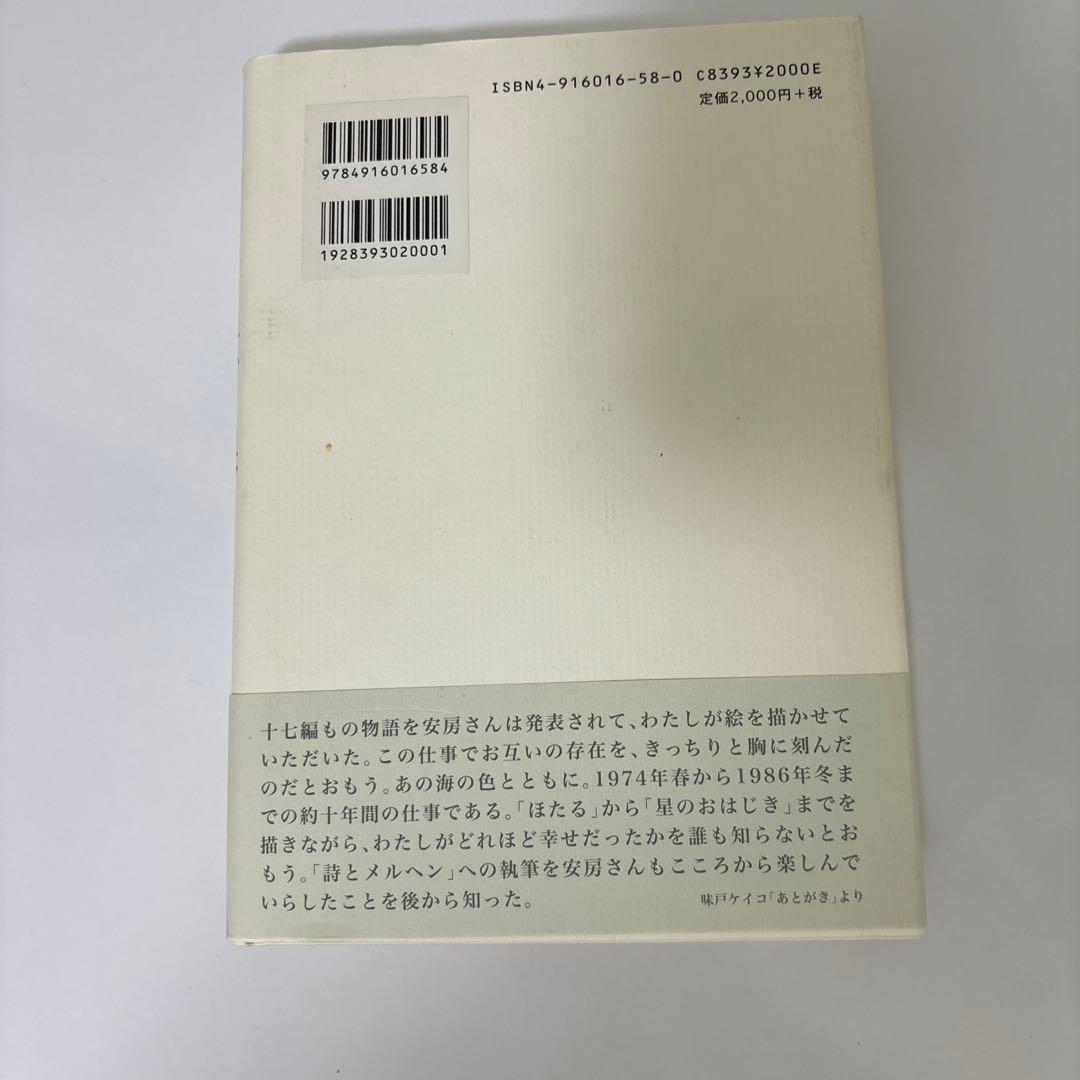 ISBN4-916016-58-0 C8393¥2000E
定価2,000円+税
9784916016584
1928393020001
十七編もの物語を安房さんは発表されて、わたしが絵を描かせて
いただいた。この仕事でお互いの存在を、きっちりと胸に刻んだ
のだとおもう。あの海の色とともに。1974年春から1986年冬ま
での約十年間の仕事である。「ほたる」から「星のおはじき」までを
描きながら、わたしがどれほど幸せだったかを誰も知らないとお
もう。「詩とメルヘン」への執筆を安房さんもこころから楽しんで
いらしたことを後から知った。
味戸ケイコ「あとがき」より